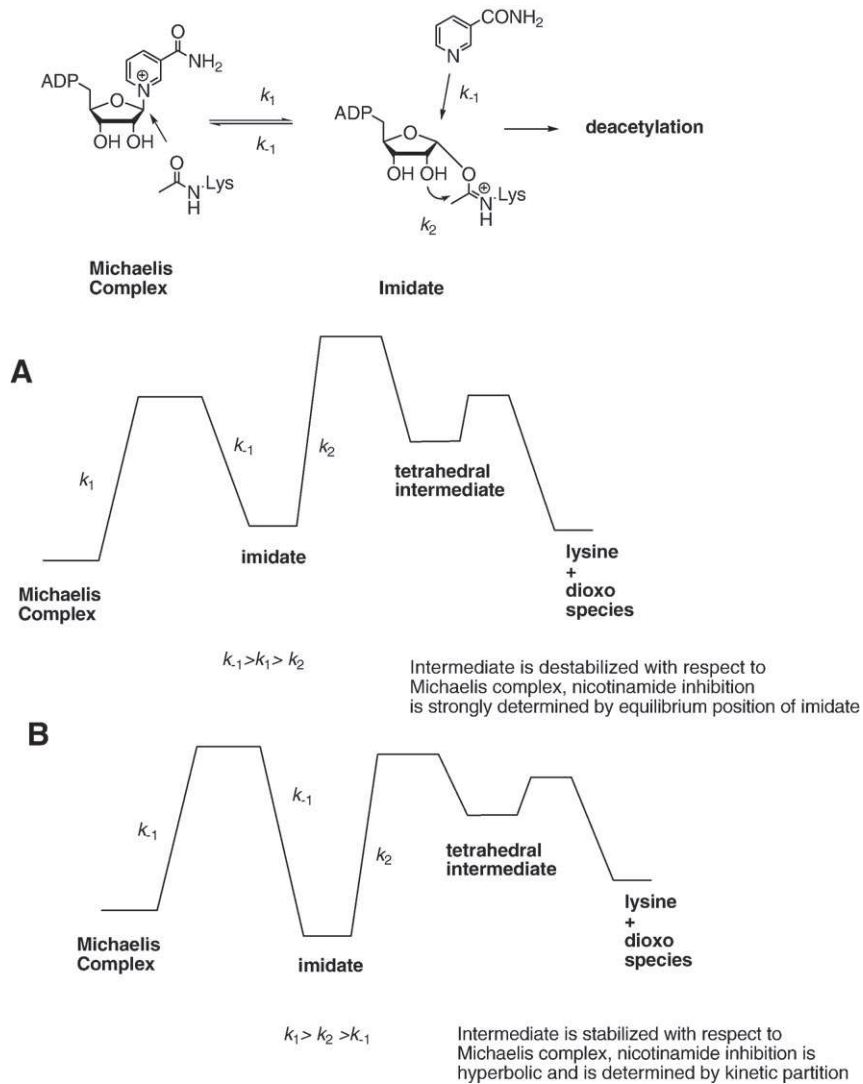 O
CONH₂
NH₂
N
ADP
⊕
N
O
k₁
k₋₁
k₋₁
ADP
O
deacetylation
OH OH
O
OH OH
O
⊕
N Lys
H
N Lys
H
k₂
Michaelis
Complex
Imidate
A
k₁
k₋₁
k₂
tetrahedral
intermediate
imidate
Michaelis
Complex
lysine
+
dioxo
species
k₋₁>k₁> k₂
Intermediate is destabilized with respect to
Michaelis complex, nicotinamide inhibition
is strongly determined by equilibrium position of imidate
B
k₋₁
k₋₁
k₂
tetrahedral
intermediate
Michaelis
Complex
imidate
lysine
+
dioxo
species
k₁> k₂ >k₋₁
Intermediate is stabilized with respect to
Michaelis complex, nicotinamide inhibition is
hyperbolic and is determined by kinetic partition